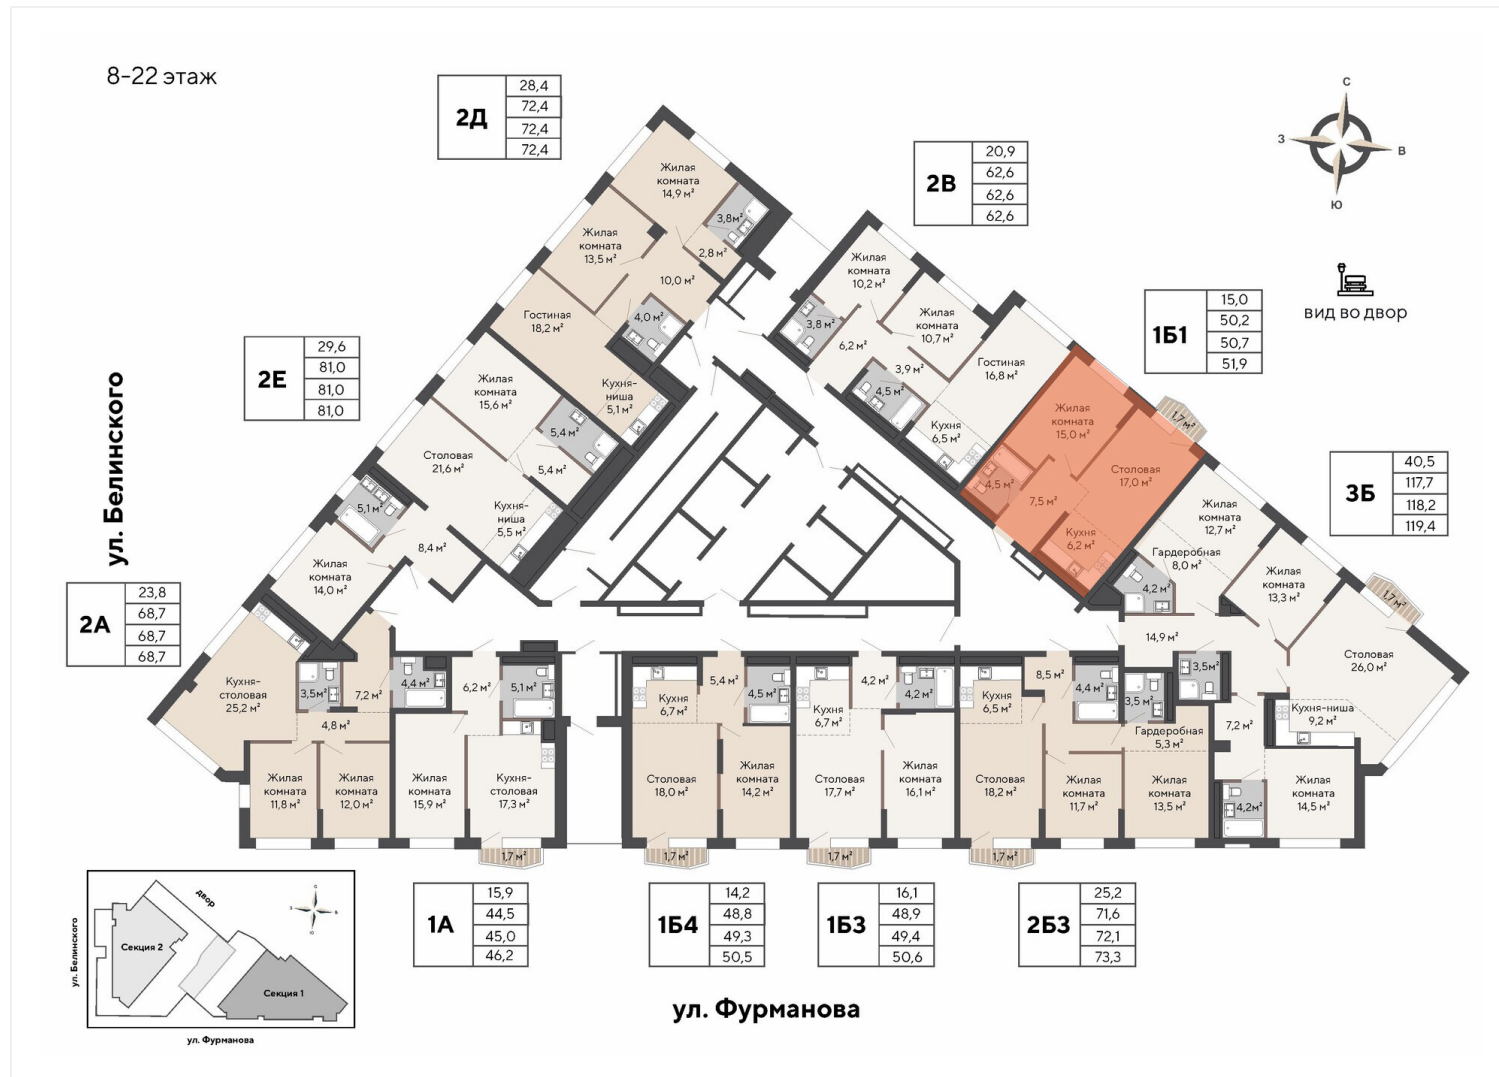 8-22 этаж
2Д
28,4
72,4
72,4
72,4
2В
20,9
62,6
62,6
62,6
С
З
В
Ю
вид во двор
1Б1
15,0
50,2
50,7
51,9
2Е
29,6
81,0
81,0
81,0
3Б
40,5
117,7
118,2
119,4
ул. Белинского
2А
23,8
68,7
68,7
68,7
Жилая
комната
14,9 м²
3,8м²
2,8 м²
Жилая
комната
13,5 м²
10,0 м²
Гостиная
18,2 м²
4,0 м²
Кухня-
ниша
5,1 м²
Жилая
комната
15,6 м²
5,4 м²
5,4 м²
Столовая
21,6 м²
Кухня-
ниша
5,5 м²
5,1 м²
8,4 м²
Жилая
комната
14,0 м²
Жилая
комната
10,2 м²
3,8 м²
6,2 м²
Жилая
комната
10,7 м²
3,9 м²
4,5 м²
Гостиная
16,8 м²
Кухня
6,5 м²
Жилая
комната
15,0 м²
1,7 м²
Столовая
17,0 м²
4,5 м²
7,5 м²
Кухня
6,2 м²
Жилая
комната
12,7 м²
Гардеробная
8,0 м²
4,2 м²
Жилая
комната
13,3 м²
1,7 м²
14,9 м²
Столовая
26,0 м²
3,5м²
Кухня-ниша
9,2 м²
7,2 м²
4,2м²
Жилая
комната
14,5 м²
Кухня-
столовая
25,2 м²
3,5м²
7,2 м²
4,4 м²
4,8 м²
Жилая
комната
11,8 м²
Жилая
комната
12,0 м²
6,2 м²
5,1 м²
Жилая
комната
15,9 м²
Кухня-
столовая
17,3 м²
1,7 м²
5,4 м²
Кухня
6,7 м²
4,5 м²
Столовая
18,0 м²
Жилая
комната
14,2 м²
1,7 м²
4,2 м²
4,2 м²
Кухня
6,7 м²
Столовая
17,7 м²
Жилая
комната
16,1 м²
1,7 м²
8,5 м²
Кухня
6,5 м²
4,4 м²
3,5м²
Гардеробная
5,3 м²
Столовая
18,2 м²
Жилая
комната
11,7 м²
Жилая
комната
13,5 м²
1,7 м²
1А
15,9
44,5
45,0
46,2
1Б4
14,2
48,8
49,3
50,5
1Б3
16,1
48,9
49,4
50,6
2Б3
25,2
71,6
72,1
73,3
ул. Фурманова
двор
Секция 2
Секция 1
ул. Белинского
ул. Фурманова